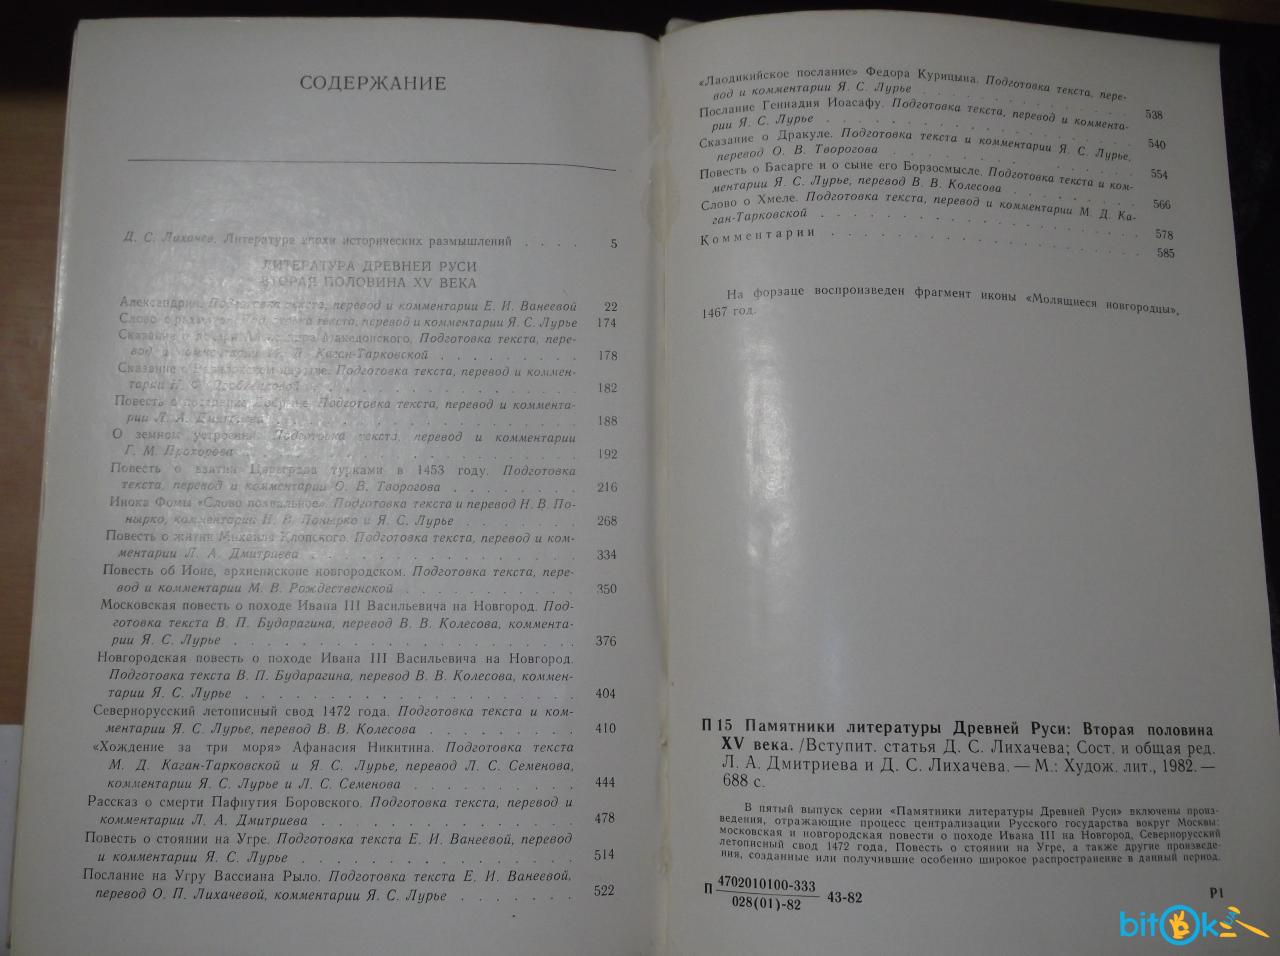 СОДЕРЖАНИЕ
Д. С. Лихачев. Литература эпохи исторических размышлений . . . . 5
ЛИТЕРАТУРА ДРЕВНЕЙ РУСИ
ВТОРАЯ ПОЛОВИНА XV ВЕКА
Александрия. Подготовка текста, перевод и комментарии Е. И. Ванеевой 22
Слово о рахманах. Подготовка текста, перевод и комментарии Я. С. Лурье 174
Сказание о Македонского. Подготовка текста, пере-
вод и комментарии М. Д. Каган-Тарковской . . . . . . . . . 178
Сказание о Вавилонском царстве. Подготовка текста, перевод и коммен-
тарии Н. Ф. . . . . . . . . . . 182
Повесть о Подготовка текста, перевод и коммента-
рии Л. А. Дмитриева . . . . . . . . . . 188
О земном устроении. Подготовка текста, перевод и комментарии
Г. М. Прохорова . . . . . . . . . . 192
Повесть о взятии Царьграда турками в 1453 году. Подготовка
текста, перевод и комментарии О. В. Творогова . . . . . . . . 216
Инока Фомы «Слово похвальное». Подготовка текста и перевод Н. В. По-
нырко, комментарии Н. В. Понырко и Я. С. Лурье . . . . . . . 268
Повесть о житии Михаила Клопского. Подготовка текста, перевод и ком-
ментарии Л. А. Дмитриева . . . . . . . . . . 334
Повесть об Ионе, архиепископе новгородском. Подготовка текста, пере-
вод и комментарии М. В. Рождественской . . . . . . . . . . 350
Московская повесть о походе Ивана III Васильевича на Новгород. Под-
готовка текста В. П. Бударагина, перевод В. В. Колесова, коммента-
рии Я. С. Лурье . . . . . . . . . . 376
Новгородская повесть о походе Ивана III Васильевича на Новгород.
Подготовка текста В. П. Бударагина, перевод В. В. Колесова, коммен-
тарии Я. С. Лурье . . . . . . . . . . 404
Севернорусский летописный свод 1472 года. Подготовка текста и ком-
ментарии Я. С. Лурье, перевод В. В. Колесова . . . . . . . . . 410
«Хождение за три моря» Афанасия Никитина. Подготовка текста
М. Д. Каган-Тарковской и Я. С. Лурье, перевод Л. С. Семенова,
комментарии Я. С. Лурье и Л. С. Семенова . . . . . . . . . 444
Рассказ о смерти Пафнутия Боровского. Подготовка текста, перевод и
комментарии Л. А. Дмитриева . . . . . . . . . . 478
Повесть о стоянии на Угре. Подготовка текста Е. И. Ванеевой, перевод
и комментарии Я. С. Лурье . . . . . . . . . . 514
Послание на Угру Вассиана Рыло. Подготовка текста Е. И. Ванеевой,
перевод О. П. Лихачевой, комментарии Я. С. Лурье . . . . . . . 522
«Лаодикийское послание» Федора Курицына. Подготовка текста, пере-
вод и комментарии Я. С. Лурье . . . . . . . . . . 538
Послание Геннадия Иоасафу. Подготовка текста, перевод и коммента-
рии Я. С. Лурье . . . . . . . . . . 540
Сказание о Дракуле. Подготовка текста и комментарии Я. С. Лурье,
перевод О. В. Творогова . . . . . . . . . . 554
Повесть о Басарге и о сыне его Борзосмысле. Подготовка текста и ком-
ментарии Я. С. Лурье, перевод В. В. Колесова . . . . . . . . . 566
Слово о Хмеле. Подготовка текста, перевод и комментарии М. Д. Ка-
ган-Тарковской . . . . . . . . . . 578
Комментарии . . . . . . . . . . 585
На форзаце воспроизведен фрагмент иконы «Молящиеся новгородцы»,
1467 год.
П 15 Памятники литературы Древней Руси: Вторая половина
XV века. /Вступит. статья Д. С. Лихачева; Сост. и общая ред.
Л. А. Дмитриева и Д. С. Лихачева. — М.: Худож. лит., 1982. —
688 с.
В пятый выпуск серии «Памятники литературы Древней Руси» включены произ-
ведения, отражающие процесс централизации Русского государства вокруг Москвы:
московская и новгородская повести о походе Ивана III на Новгород, Севернорусский
летописный свод 1472 года, Повесть о стоянии на Угре, а также другие произведе-
ния, созданные или получившие особенно широкое распространение в данный период.
П 4702010100-333
028(01)-82 43-82
Р1
bitok